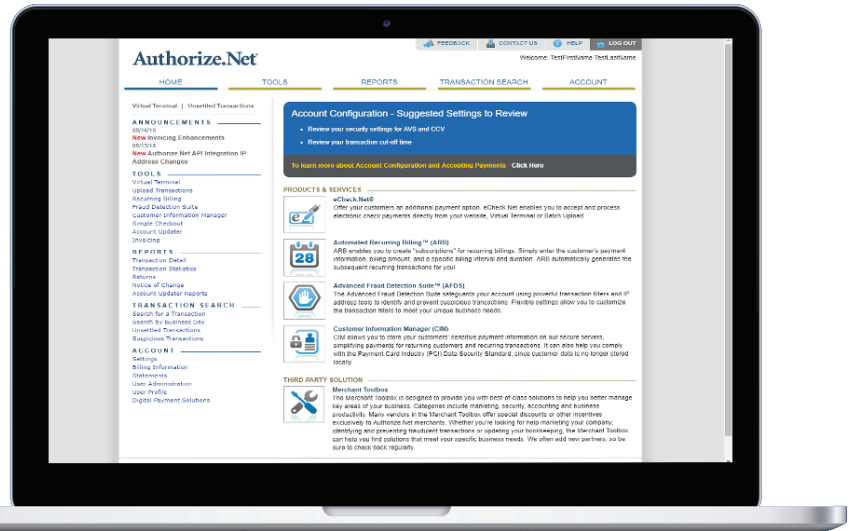 FEEDBACK CONTACT US HELP LOG OUT
Authorize.Net
Welcome: TestFirstName TestLastName
HOME TOOLS REPORTS TRANSACTION SEARCH ACCOUNT
Virtual Terminal | Unsettled Transactions
ANNOUNCEMENTS
New Invoicing Enhancements
New Authorize.Net API Integration IP
Address Changes
TOOLS
Virtual Terminal
Upload Transactions
Recurring Billing
Fraud Detection Suite
Customer Information Manager
Simple Checkout
Account Updater
Invoicing
REPORTS
Transaction Detail
Transaction Statistics
Returns
Notice of Change
Account Updater Reports
TRANSACTION SEARCH
Search for a Transaction
Search by Business Day
Unsettled Transactions
Suspicious Transactions
ACCOUNT
Settings
Billing Information
Statements
User Administration
User Profile
Digital Payment Solutions
Account Configuration - Suggested Settings to Review
• Review your security settings for AVS and CCV
• Review your transaction cut-off time
To learn more about Account Configuration and Accepting Payments - Click Here
PRODUCTS & SERVICES
eCheck.Net®
Offer your customers an additional payment option. eCheck.Net enables you to accept and process
electronic check payments directly from your website, Virtual Terminal or Batch Upload
28
Automated Recurring Billing™ (ARB)
ARB enables you to create "subscriptions" for recurring billings. Simply enter the customer's payment
information, billing amount, and a specific billing interval and duration. ARB automatically generates the
subsequent recurring transactions for you!
Advanced Fraud Detection Suite™ (AFDS)
The Advanced Fraud Detection Suite safeguards your account using powerful transaction filters and IP
address tools to identify and prevent suspicious transactions. Flexible settings allow you to customize
the transaction filters to meet your unique business needs.
Customer Information Manager (CIM)
CIM allows you to store your customers' sensitive payment information on our secure servers,
simplifying payments for returning customers and recurring transactions. It can also help you comply
with the Payment Card Industry (PCI) Data Security Standard, since customer data is no longer stored
locally.
THIRD PARTY SOLUTION
Merchant Toolbox
The Merchant Toolbox is designed to provide you with best-of-class solutions to help you better manage
key areas of your business. Categories include marketing, security, accounting and business
productivity. Many vendors in the Merchant Toolbox offer special discounts or other incentives
exclusively to Authorize.Net merchants. Whether you're looking for help marketing your company,
identifying and preventing fraudulent transactions or updating your bookkeeping, the Merchant Toolbox
can help you find solutions that meet your specific business needs. We often add new partners, so be
sure to check back regularly.